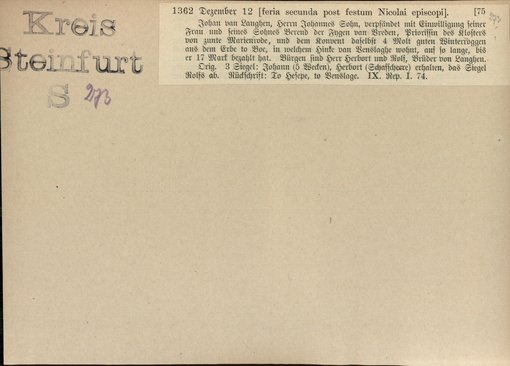 Kreis
Steinfurt
S 273
1362 Dezember 12 [feria secunda post festum Nicolai episcopi]. [75
Johan van Langhen, Herrn Johannes Sohn, verpfändet mit Einwilligung seiner
Frau und seines Sohnes Berend der Fygen van Vreden, Priorissen des Klosters
von zunte Marienrode, und dem Konvent daselbst 4 Molt guten Winterroggen
aus dem Erbe to Voe, in welchem Hinke van Venslaghe wohnt, auf so lange, bis
er 17 Mark bezahlt hat. Bürgen sind Herr Herbort und Rolf, Brüder von Langhen.
Orig. 3 Siegel: Johann (5 Wecken), Herbort (Schafscheere) erhalten, das Siegel
Rolfs ab. Rückschrift: To Hesepe, to Venslage. IX. Rep. I. 74.